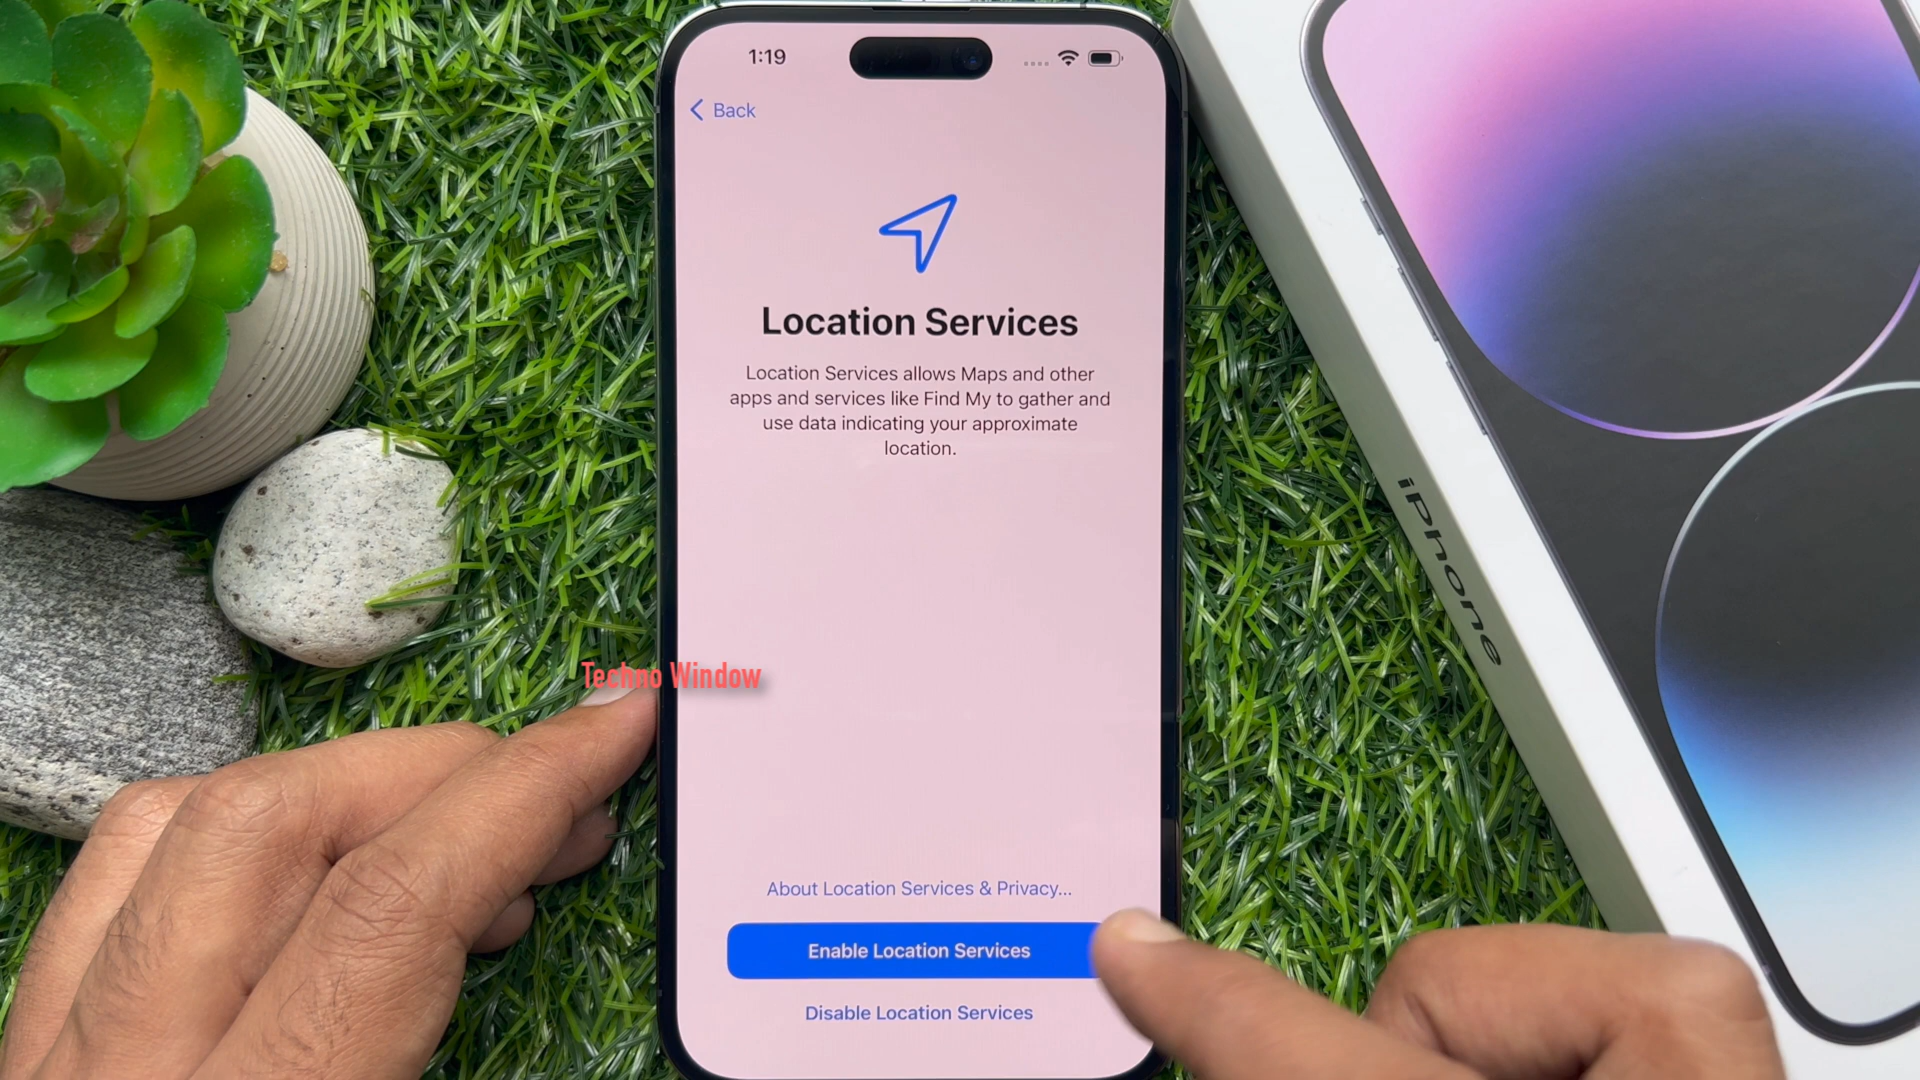 1:19
Back
Location Services
Location Services allows Maps and other
apps and services like Find My to gather and
use data indicating your approximate
location.
iPhone
Techno Window
About Location Services & Privacy...
Enable Location Services
Disable Location Services